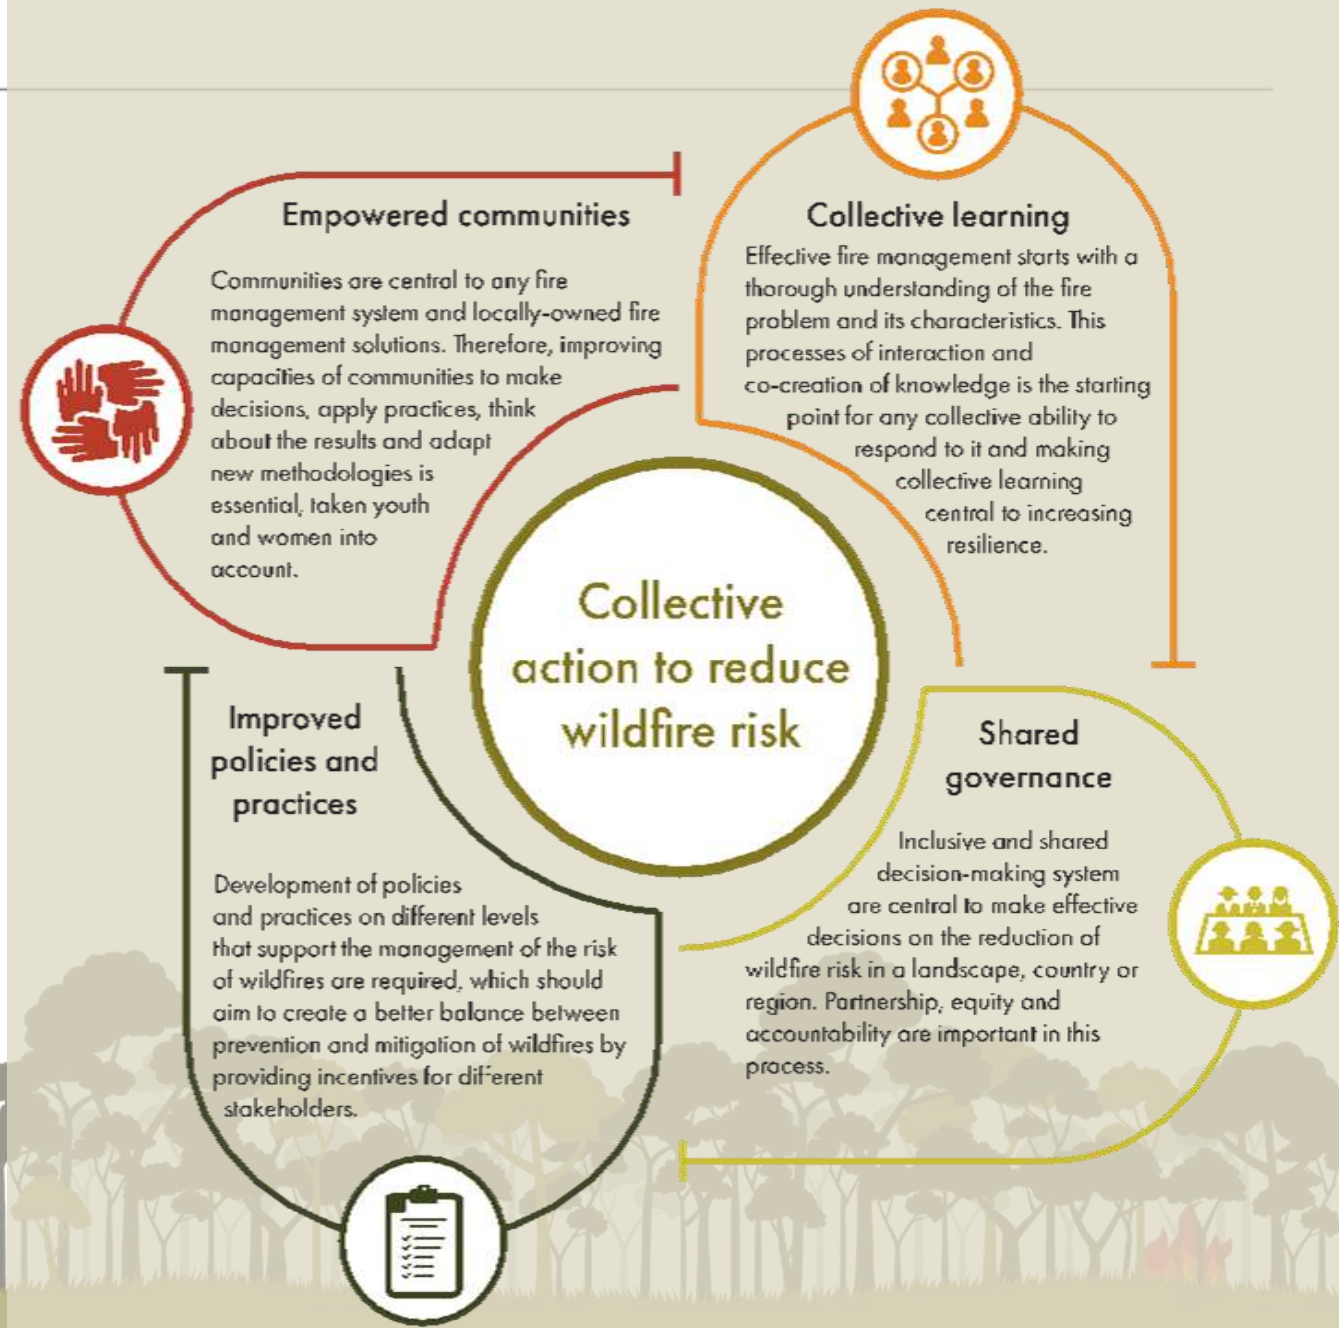 Empowered communities
Communities are central to any fire
management system and locally-owned fire
management solutions. Therefore, improving
capacities of communities to make
decisions, apply practices, think
about the results and adapt
new methodologies is
essential, taken youth
and women into
account.
Collective learning
Effective fire management starts with a
thorough understanding of the fire
problem and its characteristics. This
processes of interaction and
co-creation of knowledge is the starting
point for any collective ability to
respond to it and making
collective learning
central to increasing
resilience.
Collective
action to reduce
wildfire risk
Improved
policies and
practices
Development of policies
and practices on different levels
that support the management of the risk
of wildfires are required, which should
aim to create a better balance between
prevention and mitigation of wildfires by
providing incentives for different
stakeholders.
Shared
governance
Inclusive and shared
decision-making system
are central to make effective
decisions on the reduction of
wildfire risk in a landscape, country or
region. Partnership, equity and
accountability are important in this
process.